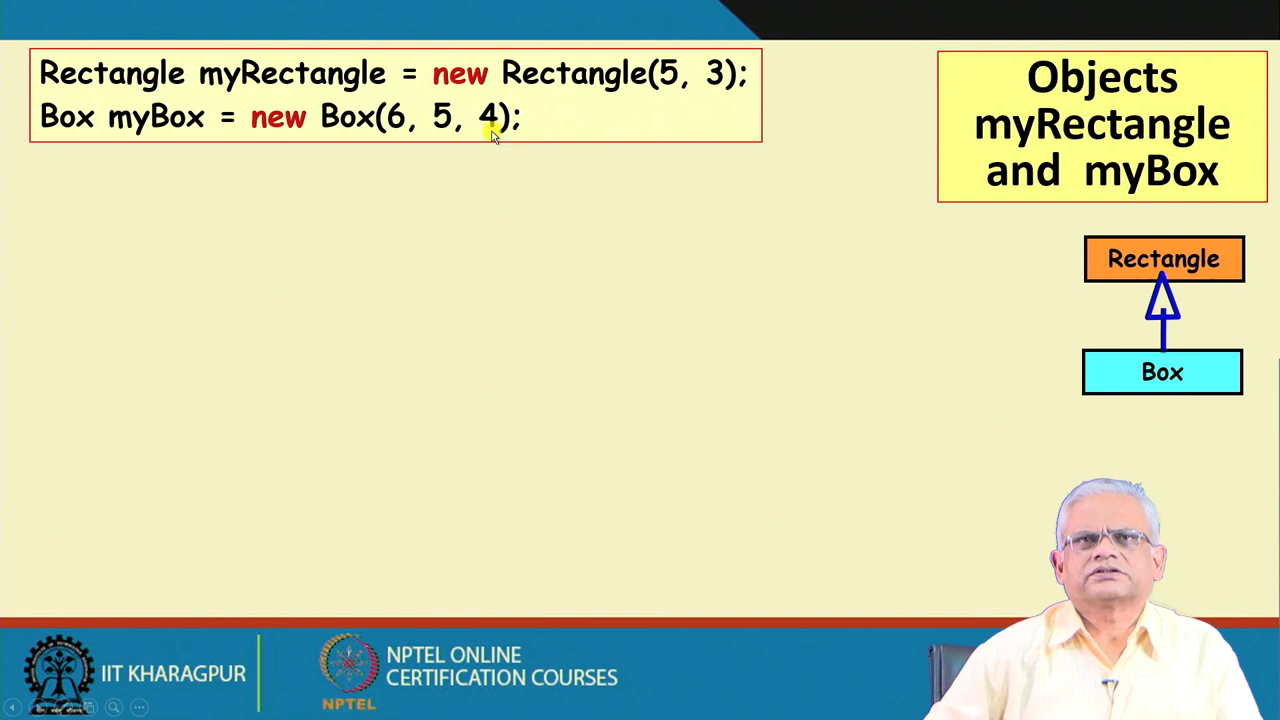 Rectangle myRectangle = new Rectangle(5, 3);
Box myBox = new Box(6, 5, 4);
Objects
myRectangle
and myBox
Rectangle
Box
IIT KHARAGPUR
NPTEL
NPTEL ONLINE
CERTIFICATION COURSES